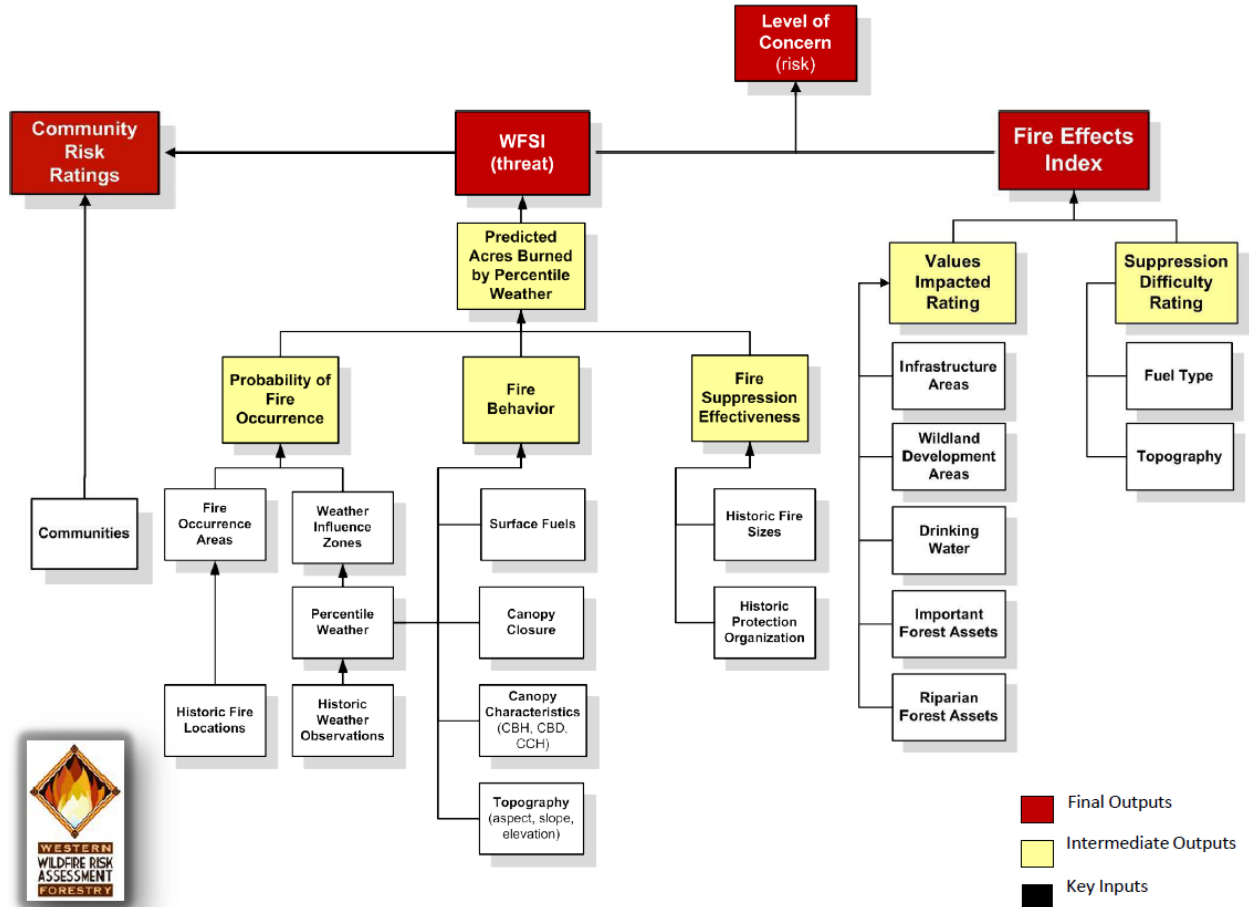 Level of
Concern
(risk)
Community
Risk
Ratings
WFSI
(threat)
Fire Effects
Index
Predicted
Acres Burned
by Percentile
Weather
Values
Impacted
Rating
Suppression
Difficulty
Rating
Probability of
Fire
Occurrence
Fire
Behavior
Fire
Suppression
Effectiveness
Infrastructure
Areas
Fuel Type
Wildland
Development
Areas
Topography
Communities
Fire
Occurrence
Areas
Weather
Influence
Zones
Surface Fuels
Historic Fire
Sizes
Drinking
Water
Percentile
Weather
Canopy
Closure
Historic
Protection
Organization
Important
Forest Assets
Historic Fire
Locations
Historic
Weather
Observations
Canopy
Characteristics
(CBH, CBD,
CCH)
Riparian
Forest Assets
Topography
(aspect, slope,
elevation)
WESTERN
WILDFIRE RISK
ASSESSMENT
FORESTRY
Final Outputs
Intermediate Outputs
Key Inputs